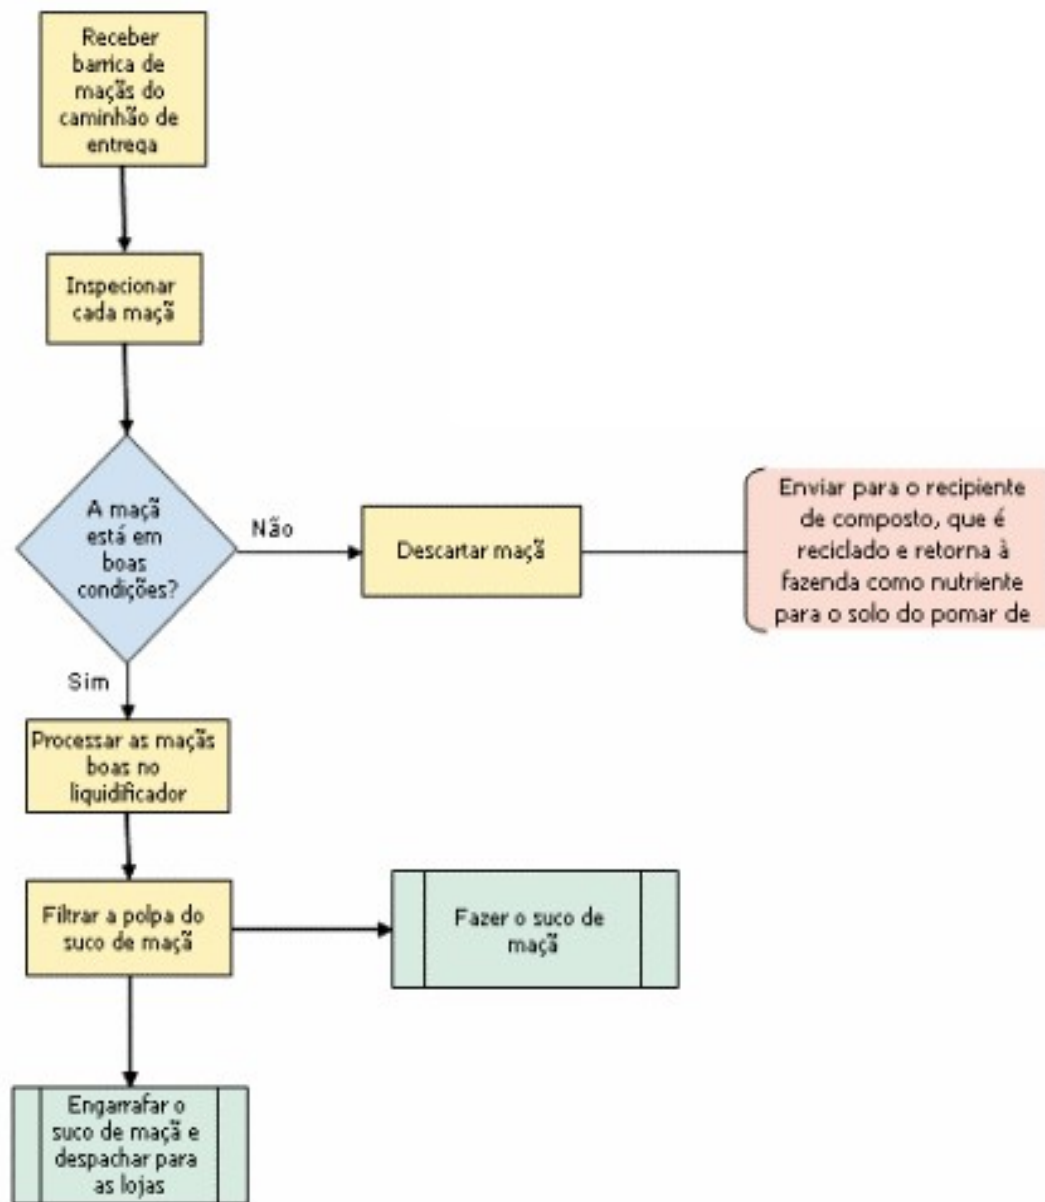 Receber
barrica de
maçãs do
caminhão de
entrega
Inspecionar
cada maçã
A maçã
está em
boas
condições?
Não
Descartar maçã
Enviar para o recipiente
de composto, que é
reciclado e retorna à
fazenda como nutriente
para o solo do pomar de
Sim
Processar as maçãs
boas no
liquidificador
Filtrar a polpa do
suco de maçã
Fazer o suco de
maçã
Engarrafar o
suco de maçã e
despachar para
as lojas